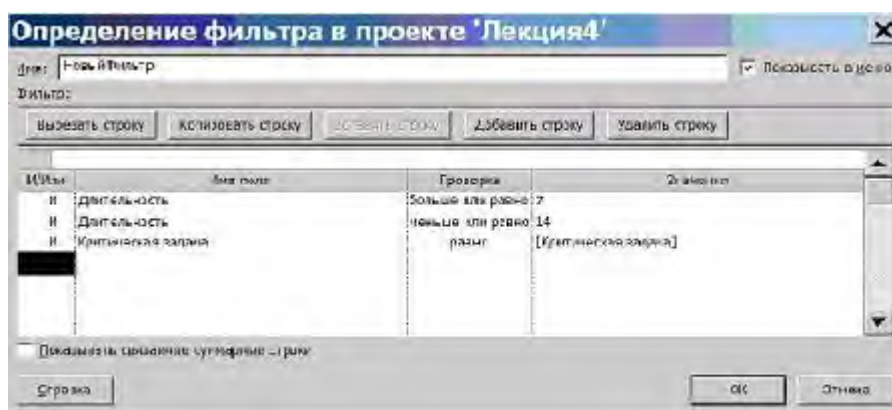 Определение фильтра в проекте 'Лекция4'
Имя: НовыйФильтр Показывать в меню
Фильтр:
Вырезать строку Копировать строку Вставить строку Добавить строку Удалить строку
И/Или Имя поля Проверка Значения
И Длительность больше или равно 7
И Длительность меньше или равно 14
И Критическая задача равно [Критическая задача]
Показывать связанные суммарные строки
Справка ОК Отмена